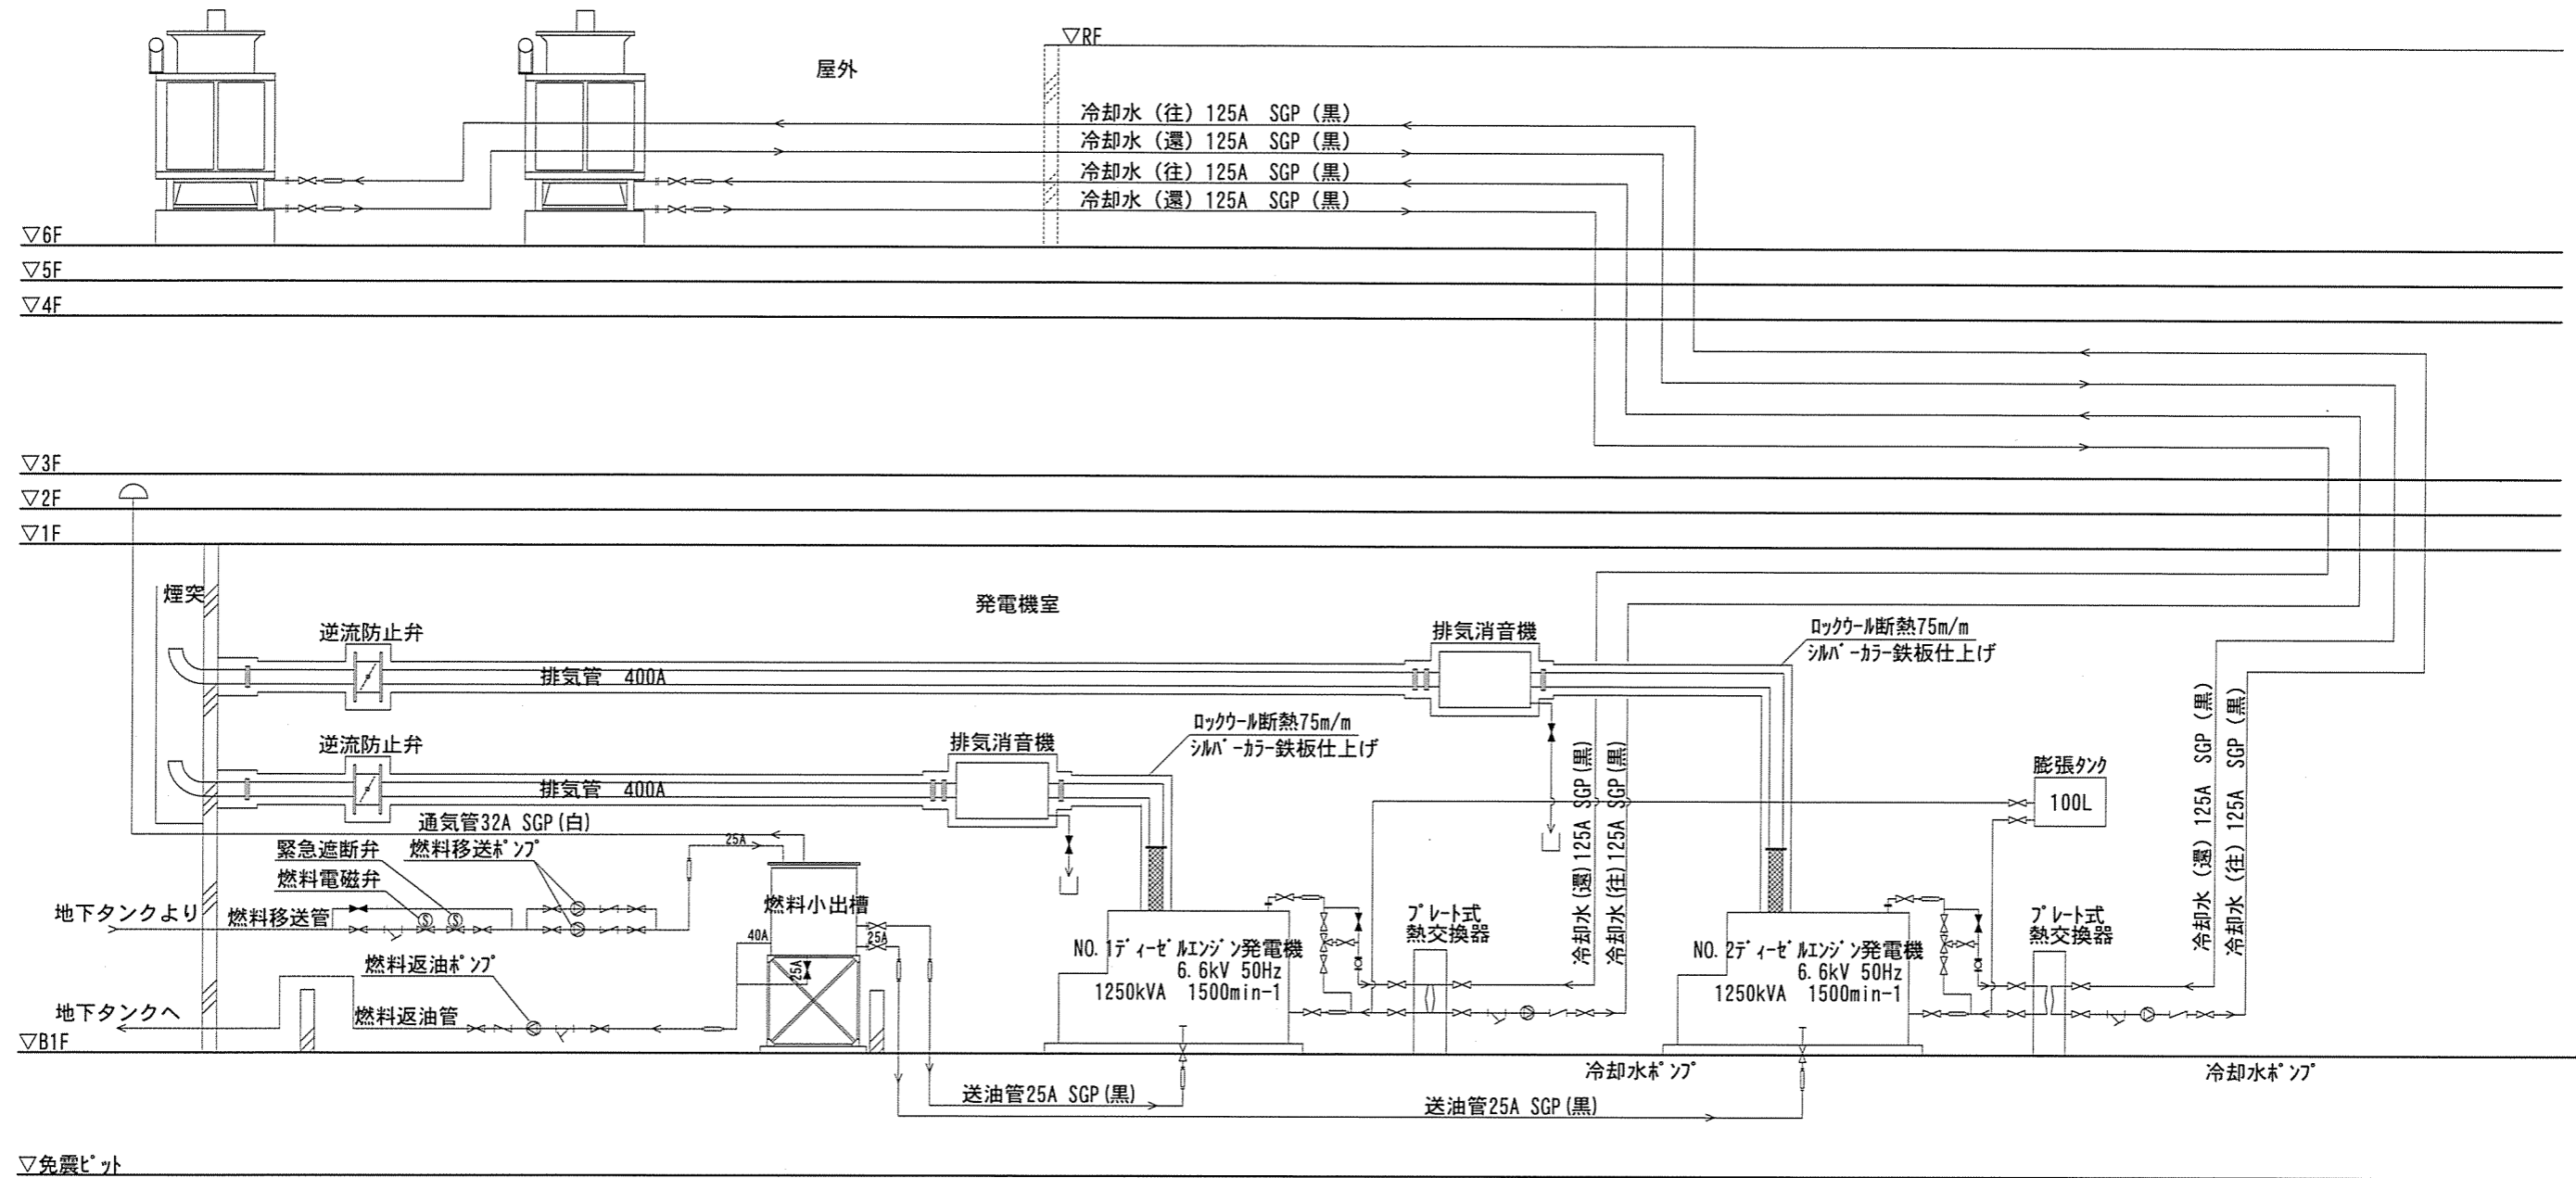 ▽RF
屋外
冷却水（往）125A SGP（黒）
冷却水（還）125A SGP（黒）
冷却水（往）125A SGP（黒）
冷却水（還）125A SGP（黒）
▽6F
▽5F
▽4F
▽3F
▽2F
▽1F
煙突
発電機室
逆流防止弁
排気消音機
ロックウール断熱75m/m
シルバーカラー鉄板仕上げ
排気管 400A
逆流防止弁
排気消音機
ロックウール断熱75m/m
シルバーカラー鉄板仕上げ
排気管 400A
冷却水(還)125A SGP(黒)
冷却水(往)125A SGP(黒)
冷却水（還）125A SGP（黒）
冷却水（往）125A SGP（黒）
膨張タンク
100L
通気管32A SGP(白)
緊急遮断弁
燃料移送ポンプ
25A
燃料電磁弁
地下タンクより
燃料移送管
S
S
燃料小出槽
40A
25A
25A
燃料返油ポンプ
地下タンクへ
燃料返油管
NO.1ディーゼルエンジン発電機
6.6kV 50Hz
1250kVA 1500min-1
プレート式
熱交換器
NO.2ディーゼルエンジン発電機
6.6kV 50Hz
1250kVA 1500min-1
プレート式
熱交換器
▽B1F
冷却水ポンプ
冷却水ポンプ
送油管25A SGP(黒)
送油管25A SGP(黒)
▽免震ピット